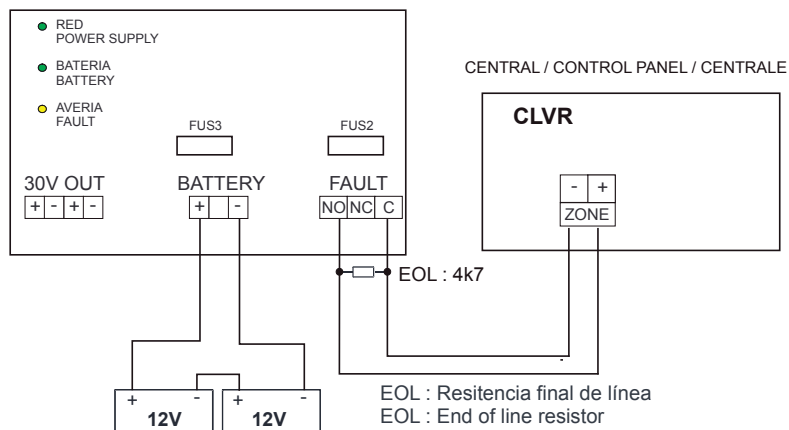 RED
POWER SUPPLY
BATERIA
BATTERY
AVERIA
FAULT
FUS3
FUS2
30V OUT
BATTERY
FAULT
+ - + -
+ -
NO NC C
CENTRAL / CONTROL PANEL / CENTRALE
CLVR
- +
ZONE
EOL : 4k7
+ -
12V
+ -
12V
EOL : Resitencia final de línea
EOL : End of line resistor